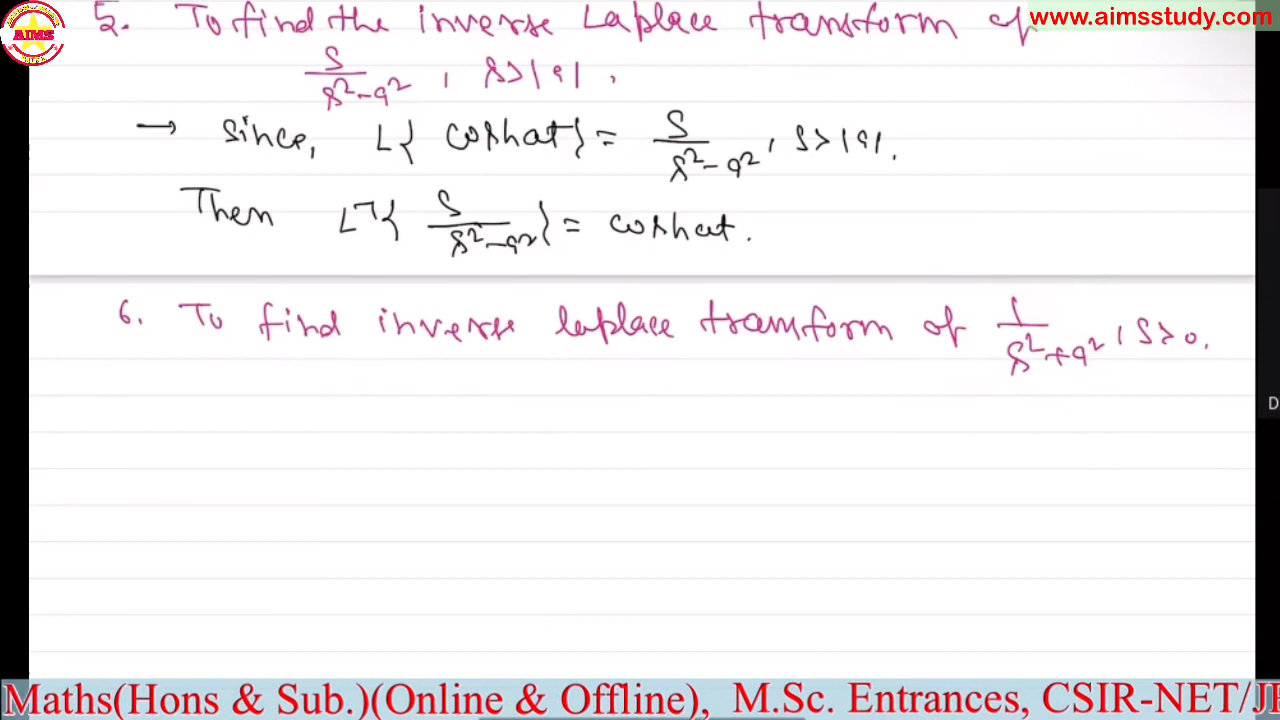 5. To find the inverse Laplace transform of
www.aimsstudy.com
AIMS
s/(s²-a²), s>|a|.
→ Since, L{coshat} = s/(s²-a²), s>|a|.
Then L⁻¹{s/(s²-a²)} = coshat.
6. To find inverse laplace transform of 1/(s²+a²), s>0.
D
Maths(Hons & Sub.)(Online & Offline), M.Sc. Entrances, CSIR-NET/JR